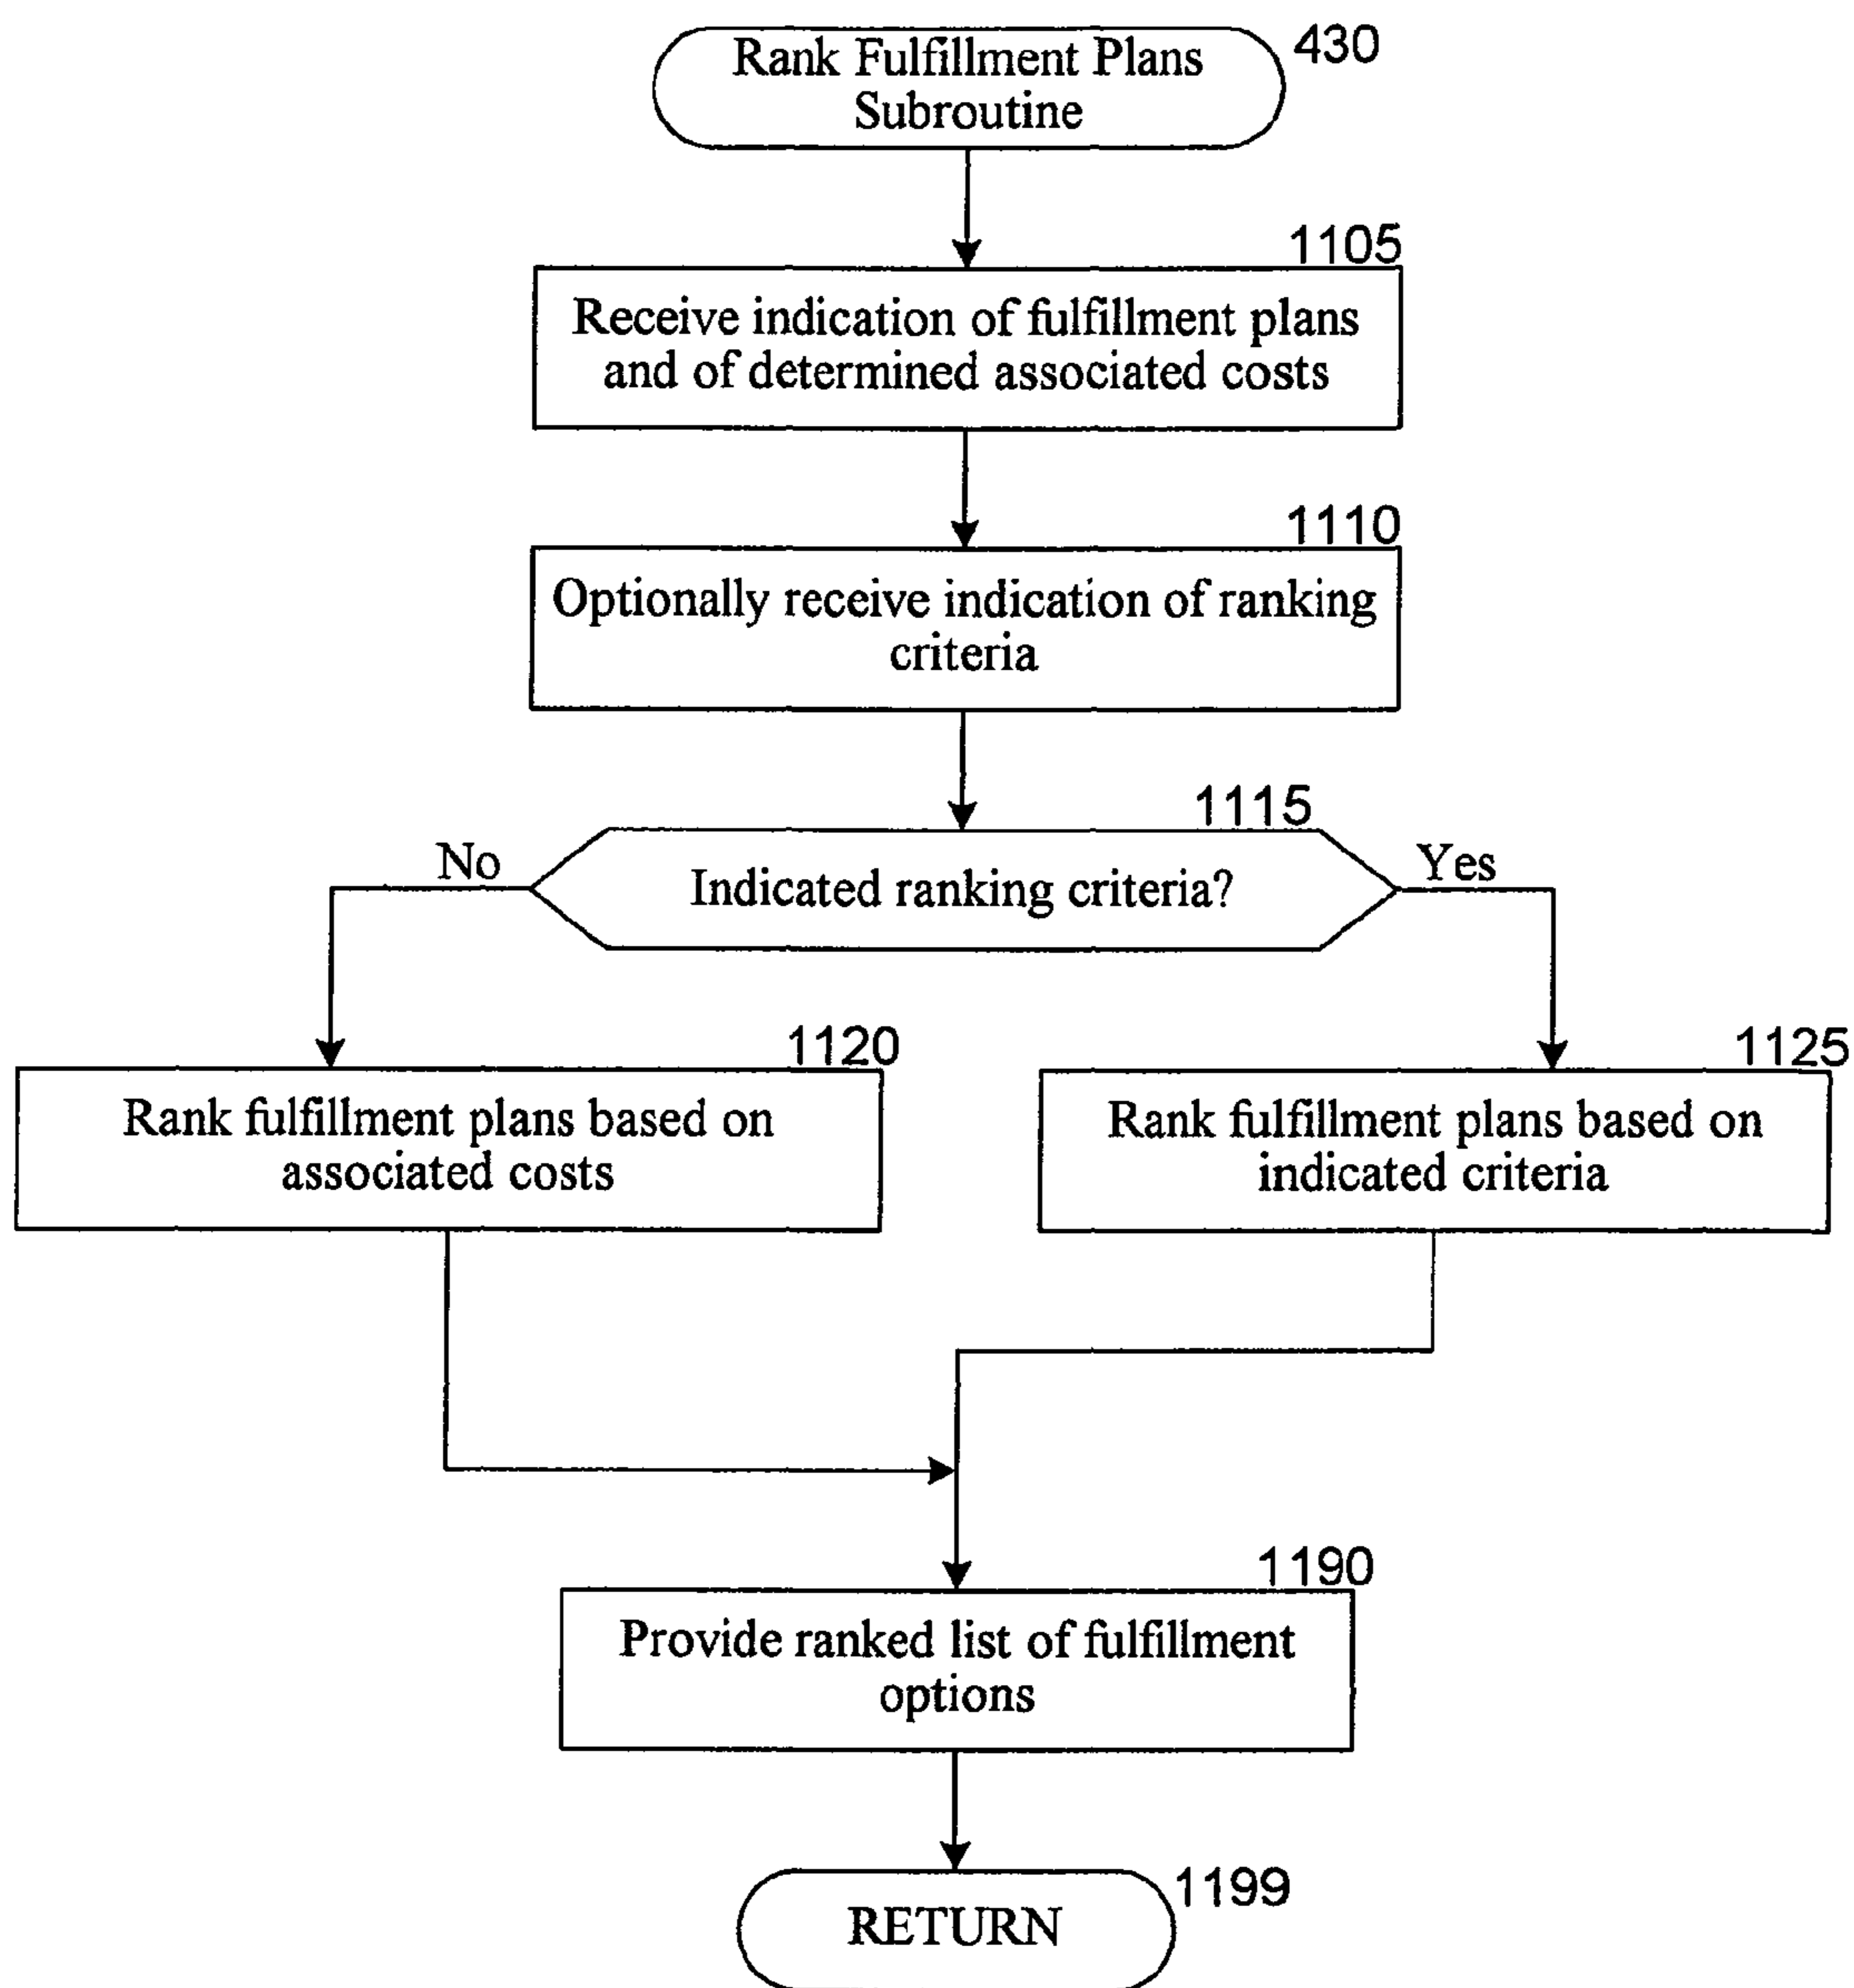 Rank Fulfillment Plans
Subroutine
430
1105
Receive indication of fulfillment plans
and of determined associated costs
1110
Optionally receive indication of ranking
criteria
1115
No
Indicated ranking criteria?
Yes
1120
Rank fulfillment plans based on
associated costs
1125
Rank fulfillment plans based on
indicated criteria
1190
Provide ranked list of fulfillment
options
RETURN
1199